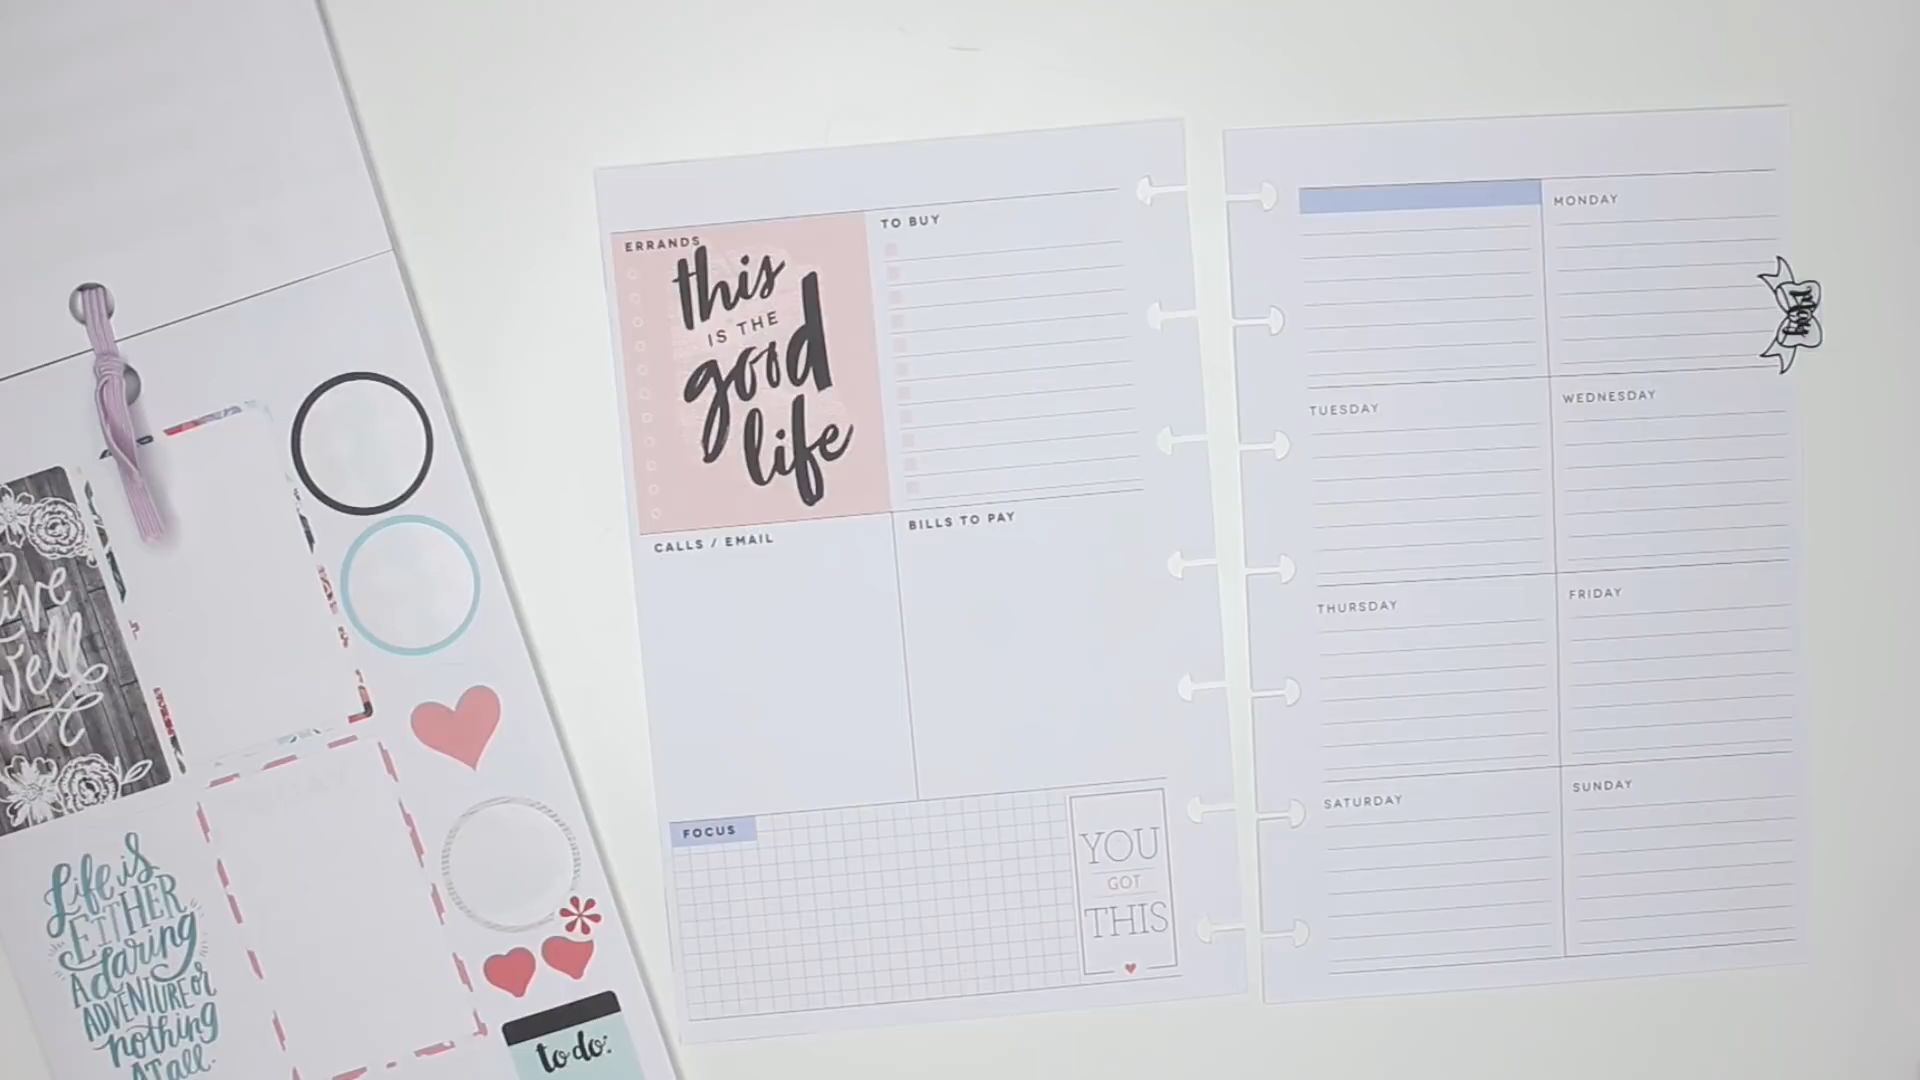 ERRANDS
this
IS THE
good
life
TO BUY
CALLS / EMAIL
BILLS TO PAY
FOCUS
YOU
GOT
THIS
MONDAY
TUESDAY
WEDNESDAY
THURSDAY
FRIDAY
SATURDAY
SUNDAY
Well
Life is
EITHER
A daring
ADVENTURE or
nothing
AT all.
to do: